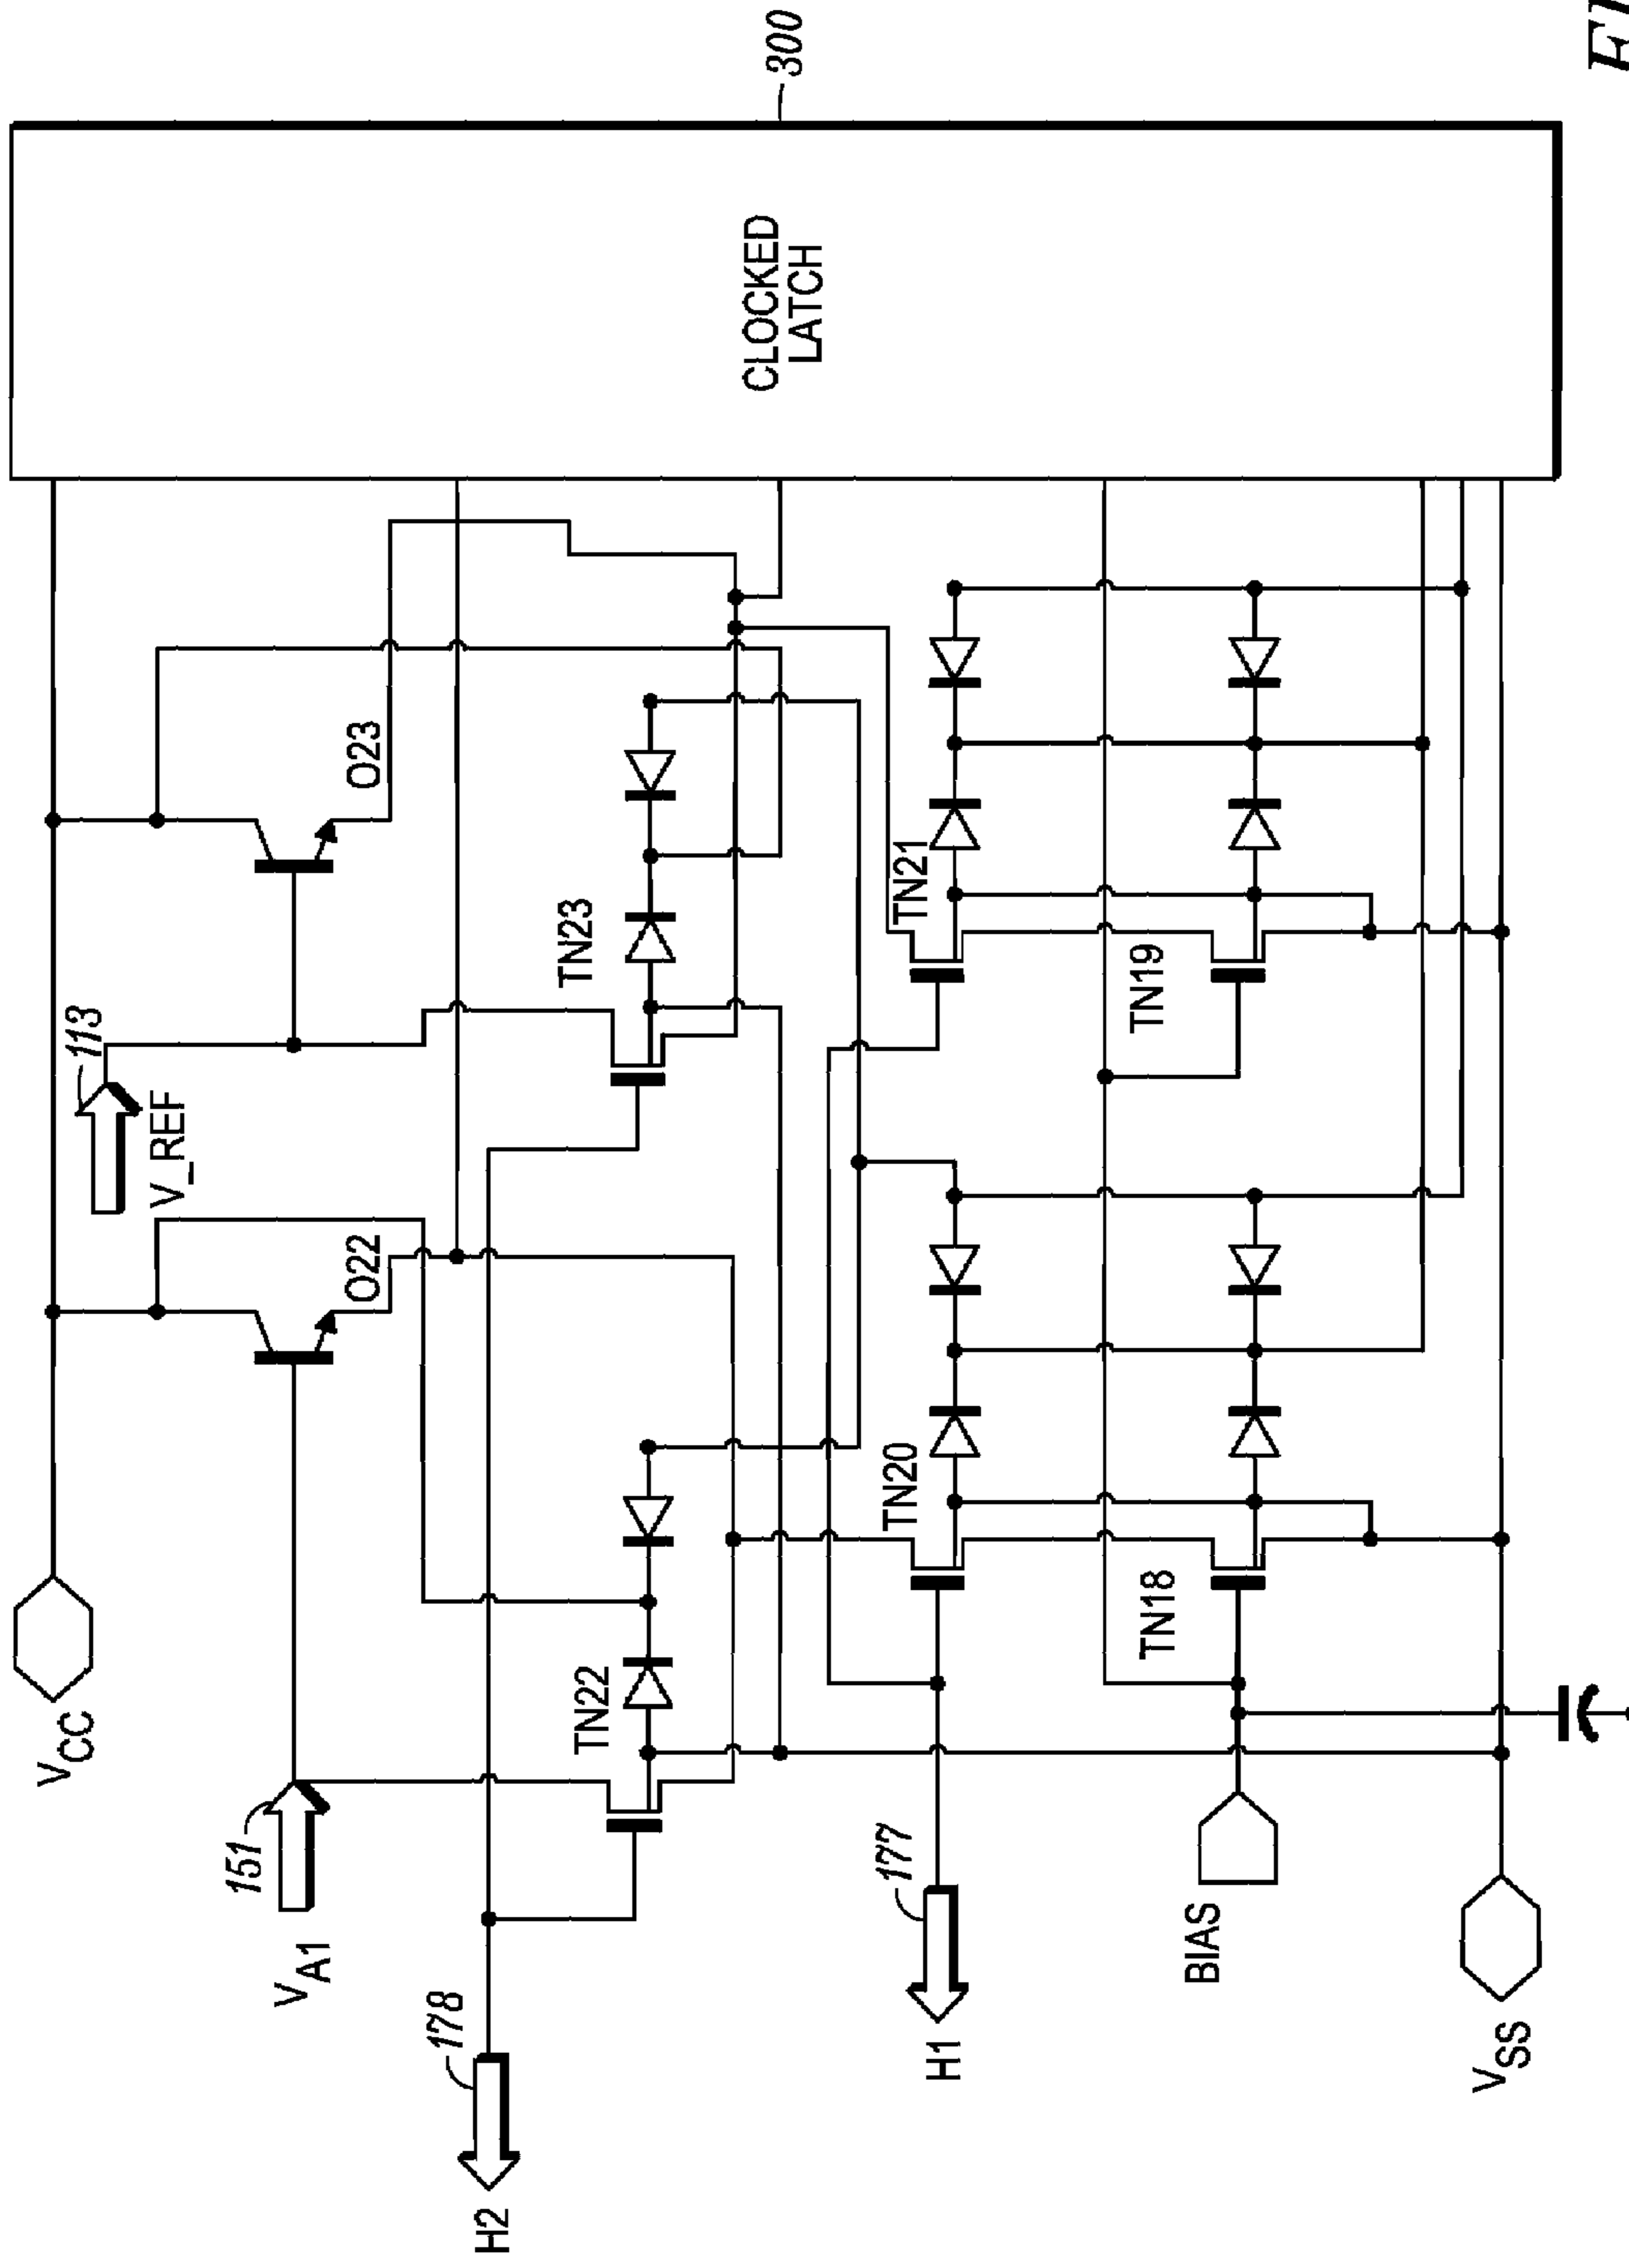 300
CLOCKED
LATCH
O23
113
V_REF
TN23
TN21
TN19
O22
VCC
151
VA1
TN22
TN20
TN18
178
H2
177
H1
BIAS
VSS